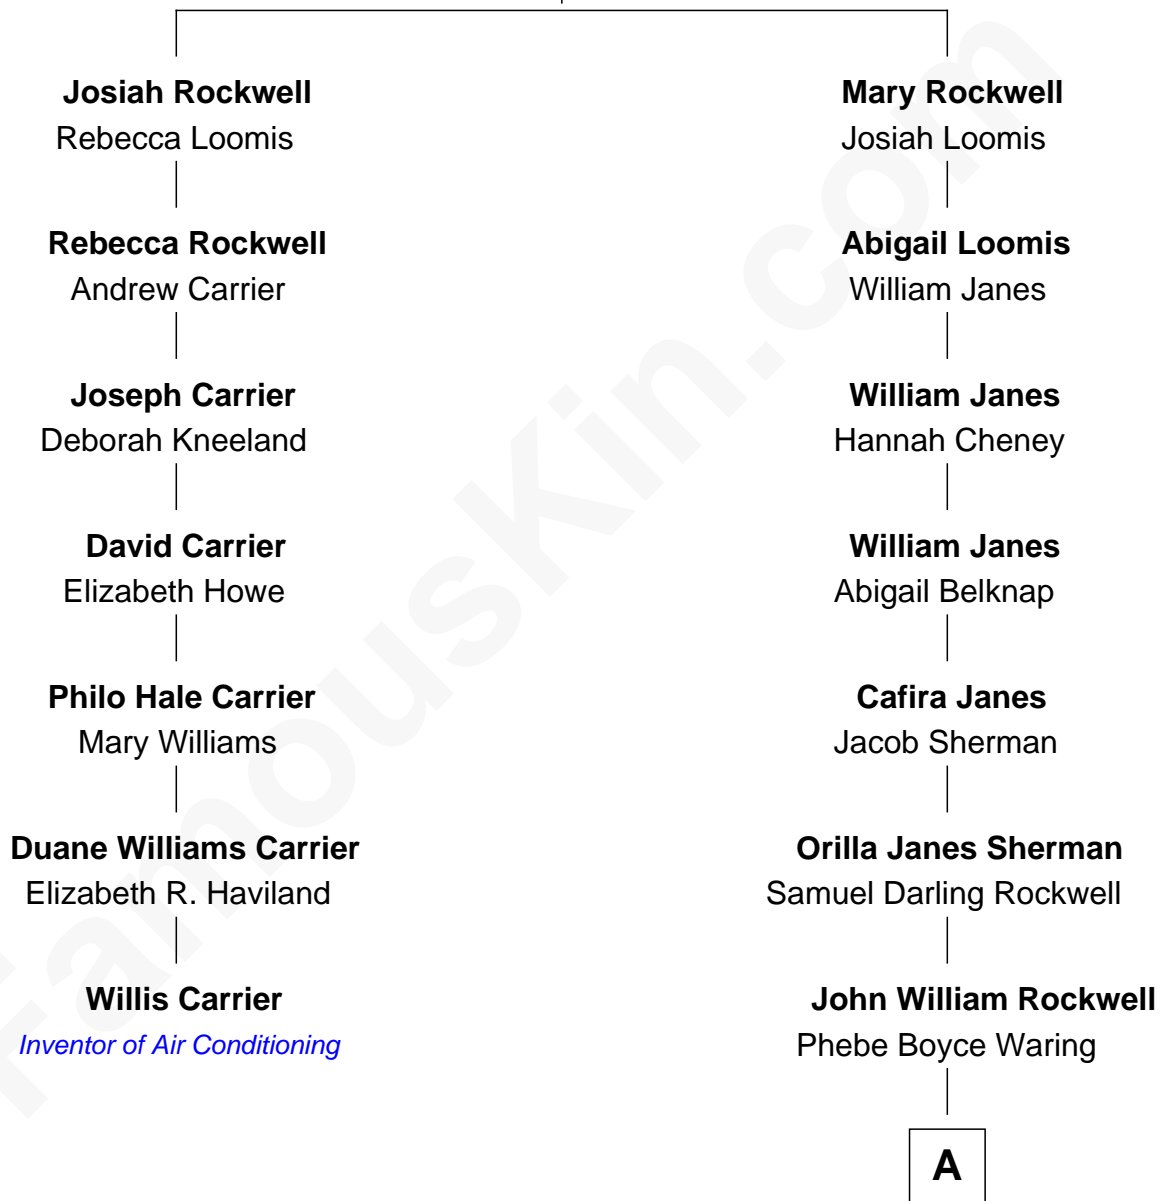 Josiah Rockwell
Rebecca Loomis
Mary Rockwell
Josiah Loomis
Rebecca Rockwell
Andrew Carrier
Abigail Loomis
William Janes
Joseph Carrier
Deborah Kneeland
William Janes
Hannah Cheney
David Carrier
Elizabeth Howe
William Janes
Abigail Belknap
Philo Hale Carrier
Mary Williams
Cafira Janes
Jacob Sherman
Duane Williams Carrier
Elizabeth R. Haviland
Orilla Janes Sherman
Samuel Darling Rockwell
Willis Carrier
Inventor of Air Conditioning
John William Rockwell
Phebe Boyce Waring
A
FamousKin.com